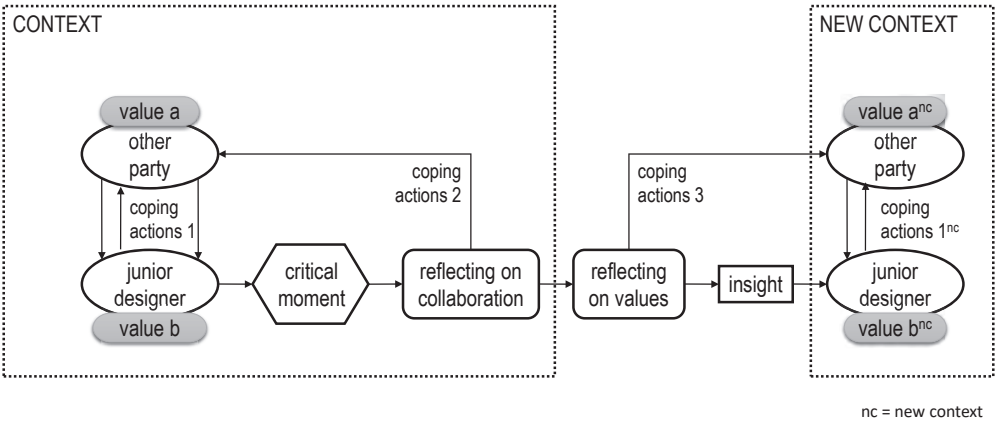 CONTEXT
value a
other
party
coping
actions 1
junior
designer
value b
critical
moment
coping
actions 2
reflecting on
collaboration
coping
actions 3
reflecting
on values
insight
NEW CONTEXT
value aⁿᶜ
other
party
coping
actions 1ⁿᶜ
junior
designer
value bⁿᶜ
nc = new context